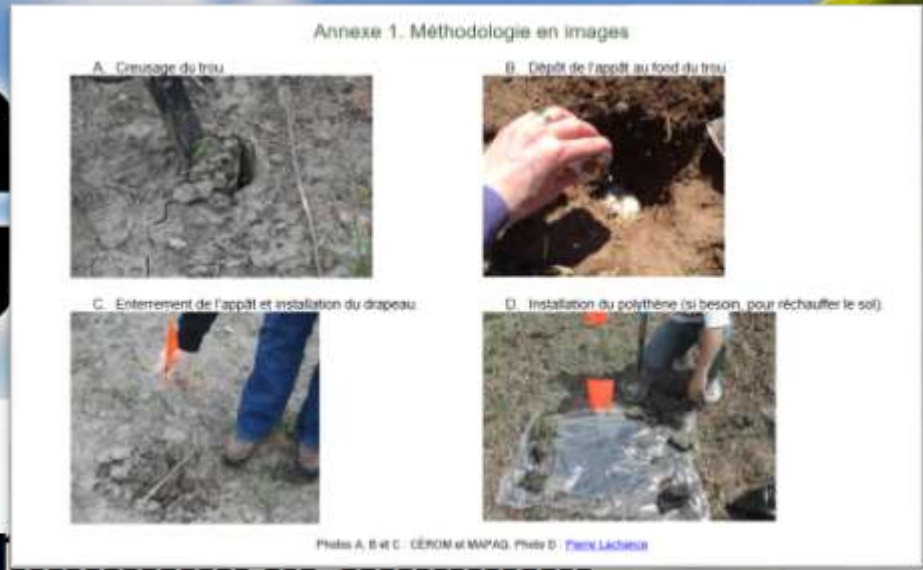 Annexe 1. Méthodologie en images
A. Creusage du trou.
B. Dépôt de l'appât au fond du trou.
C. Enterrement de l'appât et installation du drapeau.
D. Installation du polythène (si besoin, pour réchauffer le sol).
Photos A, B et C : CÉROM et MAPAQ. Photo D : Pierre Lachance